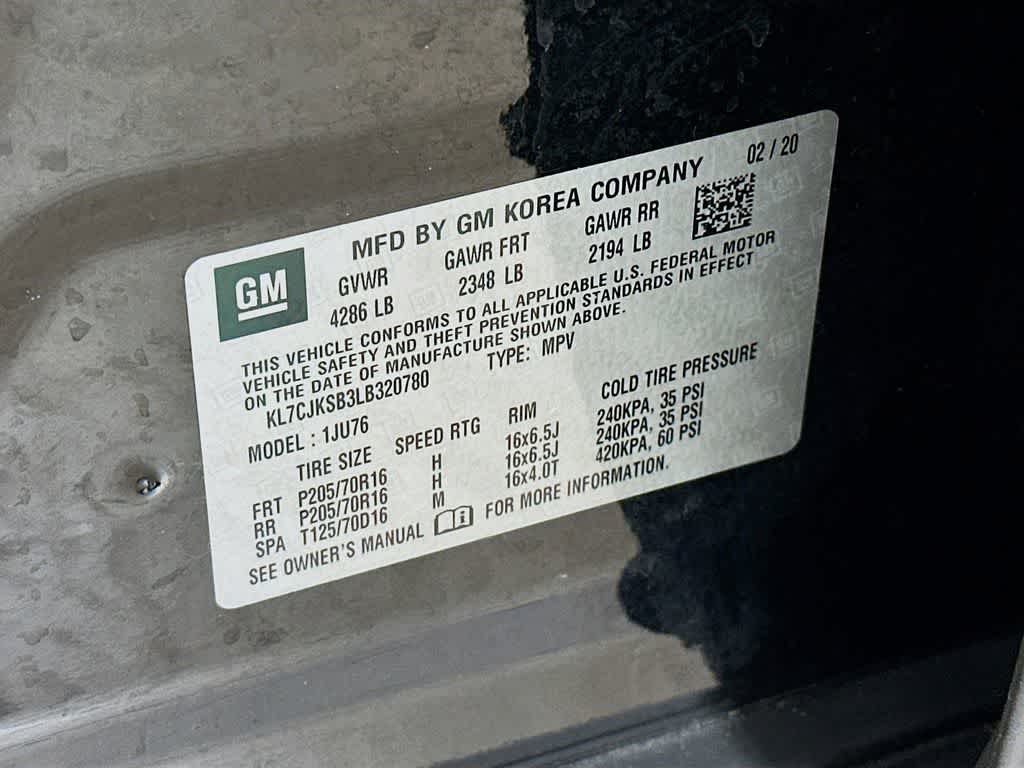 GM
MFD BY GM KOREA COMPANY 02 / 20
GVWR GAWR FRT GAWR RR
4286 LB 2348 LB 2194 LB
THIS VEHICLE CONFORMS TO ALL APPLICABLE U.S. FEDERAL MOTOR
VEHICLE SAFETY AND THEFT PREVENTION STANDARDS IN EFFECT
ON THE DATE OF MANUFACTURE SHOWN ABOVE.
KL7CJKSB3LB320780 TYPE: MPV
MODEL : 1JU76
TIRE SIZE SPEED RTG RIM COLD TIRE PRESSURE
FRT P205/70R16 H 16x6.5J 240KPA, 35 PSI
RR P205/70R16 H 16x6.5J 240KPA, 35 PSI
SPA T125/70D16 M 16x4.0T 420KPA, 60 PSI
SEE OWNER'S MANUAL FOR MORE INFORMATION.